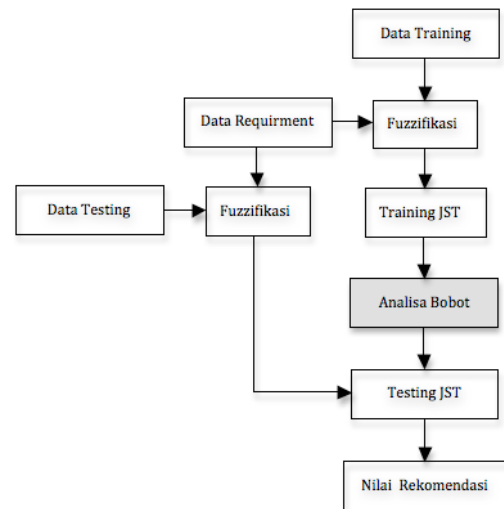 Data Training
Data Requirment
Fuzzifikasi
Data Testing
Fuzzifikasi
Training JST
Analisa Bobot
Testing JST
Nilai Rekomendasi